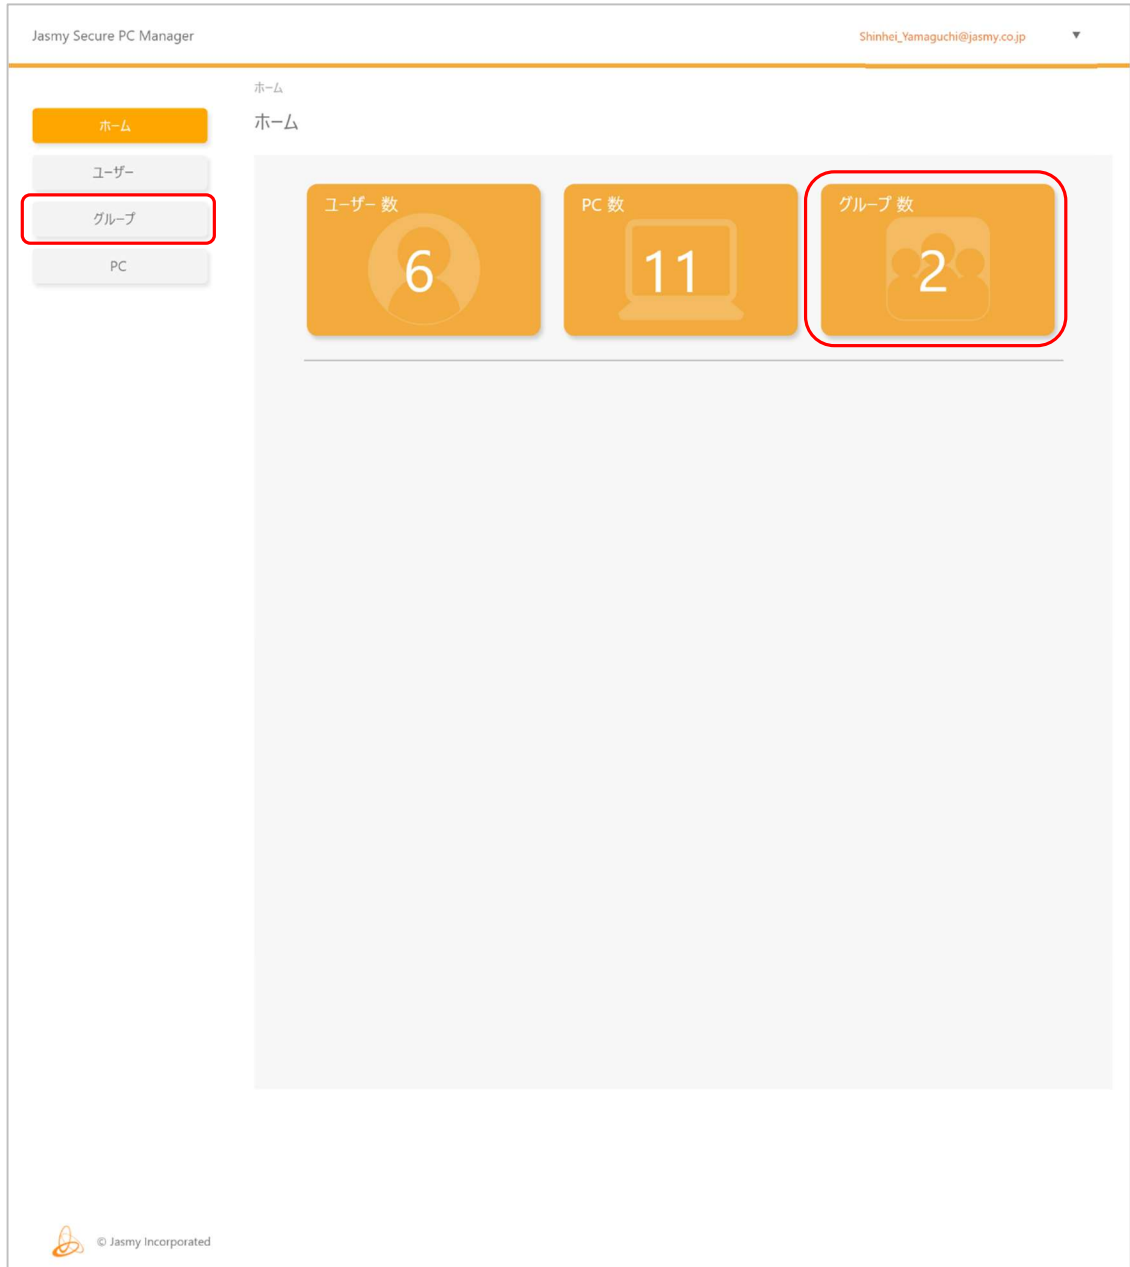 Jasmy Secure PC Manager
Shinhei_Yamaguchi@jasmy.co.jp ▼
ホーム
ホーム
ホーム
ユーザー
グループ
PC
ユーザー 数
6
PC 数
11
グループ 数
2
© Jasmy Incorporated